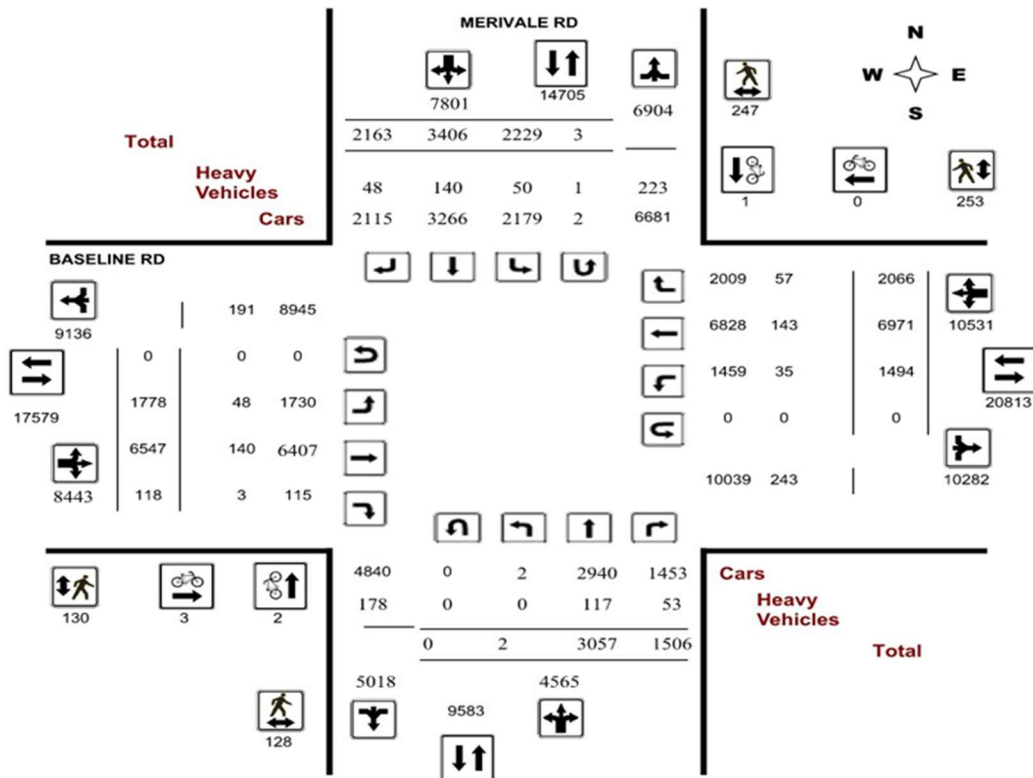 MERIVALE RD
N
W E
S
7801 14705 6904 247
2163 3406 2229 3
Total
Heavy
Vehicles
Cars
48 140 50 1 223
2115 3266 2179 2 6681
1 0 253
BASELINE RD
9136
191 8945
0 0 0
17579
1778 48 1730
6547 140 6407
8443
118 3 115
2009 57 2066
10531
6828 143 6971
1459 35 1494
20813
0 0 0
10039 243
10282
4840 0 2 2940 1453
178 0 0 117 53
0 2 3057 1506
130 3 2
Cars
Heavy
Vehicles
Total
5018 4565
9583
128